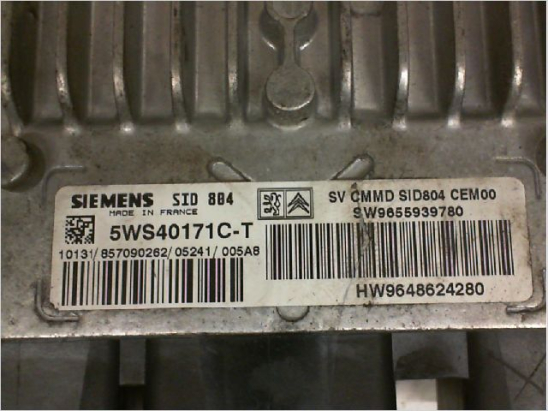 SIEMENS SID 804
MADE IN FRANCE
5WS40171C-T
10131/857090262/05241/005A8
SV CMMD SID804 CEM00
SW9655939780
HW9648624280